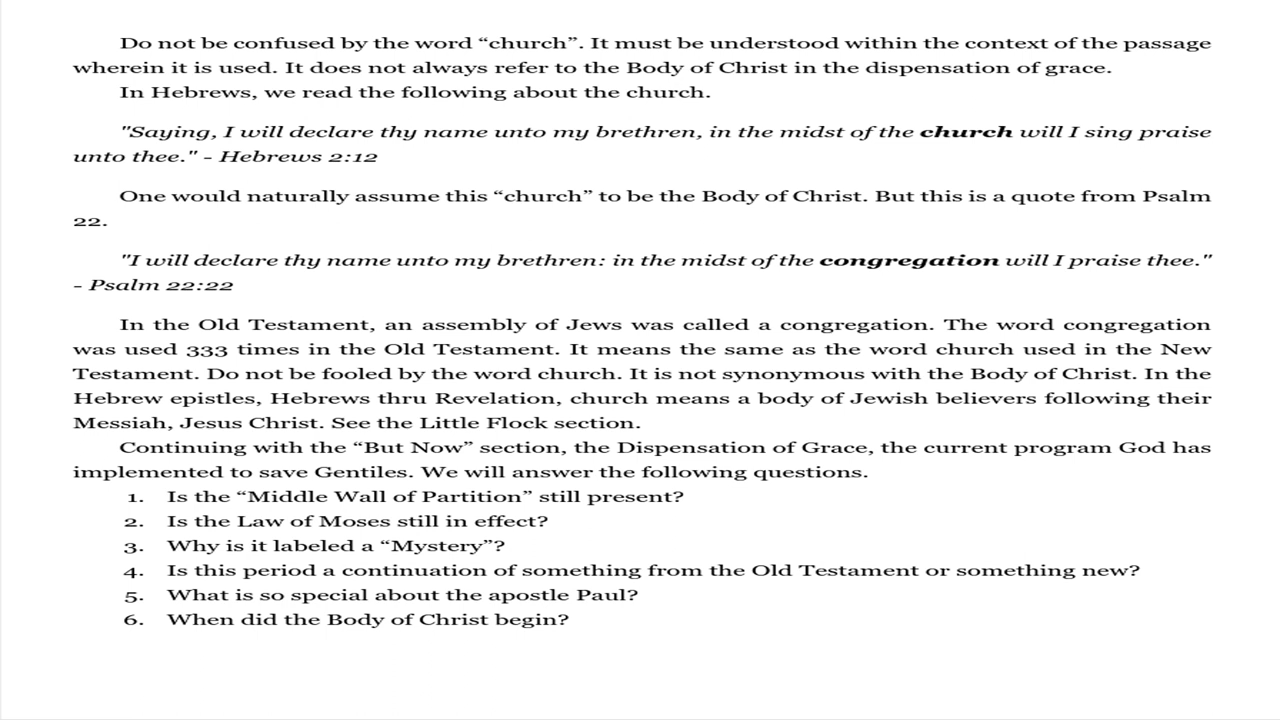 Do not be confused by the word “church”. It must be understood within the context of the passage
wherein it is used. It does not always refer to the Body of Christ in the dispensation of grace.
In Hebrews, we read the following about the church.
"Saying, I will declare thy name unto my brethren, in the midst of the church will I sing praise
unto thee." - Hebrews 2:12
One would naturally assume this “church” to be the Body of Christ. But this is a quote from Psalm
22.
"I will declare thy name unto my brethren: in the midst of the congregation will I praise thee."
- Psalm 22:22
In the Old Testament, an assembly of Jews was called a congregation. The word congregation
was used 333 times in the Old Testament. It means the same as the word church used in the New
Testament. Do not be fooled by the word church. It is not synonymous with the Body of Christ. In the
Hebrew epistles, Hebrews thru Revelation, church means a body of Jewish believers following their
Messiah, Jesus Christ. See the Little Flock section.
Continuing with the “But Now” section, the Dispensation of Grace, the current program God has
implemented to save Gentiles. We will answer the following questions.
1. Is the “Middle Wall of Partition” still present?
2. Is the Law of Moses still in effect?
3. Why is it labeled a “Mystery”?
4. Is this period a continuation of something from the Old Testament or something new?
5. What is so special about the apostle Paul?
6. When did the Body of Christ begin?